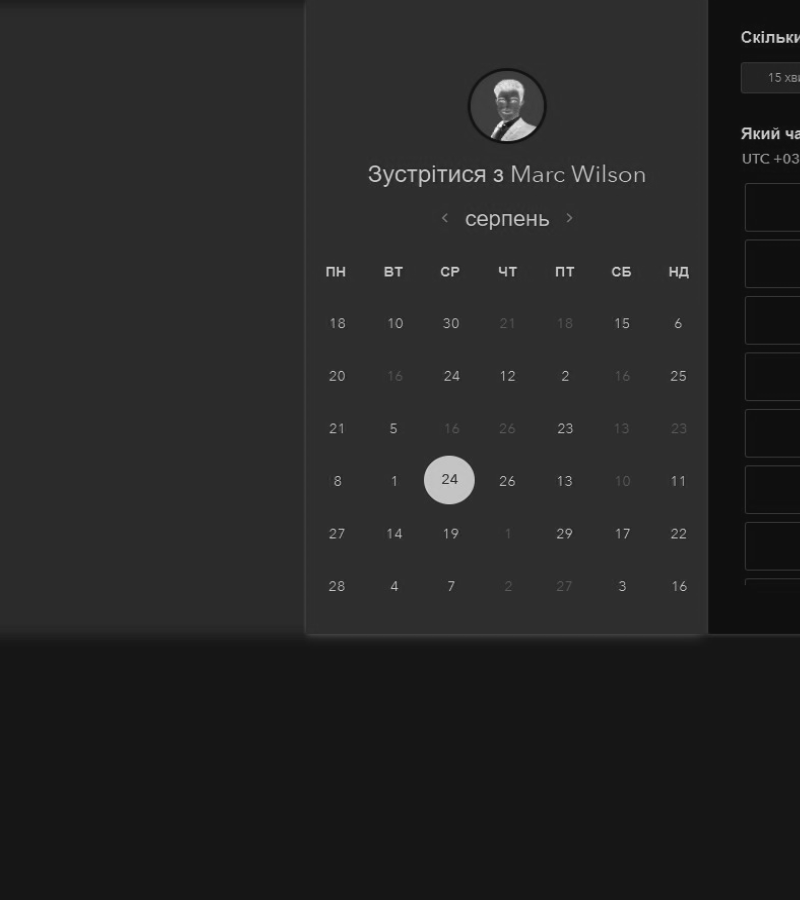 Зустрітися з Marc Wilson
серпень
ПН ВТ СР ЧТ ПТ СБ НД
18 10 30 21 18 15 6
20 16 24 12 2 16 25
21 5 16 26 23 13 23
8 1 24 26 13 10 11
27 14 19 1 29 17 22
28 4 7 2 27 3 16
Скільки
15
Який
UTC +03